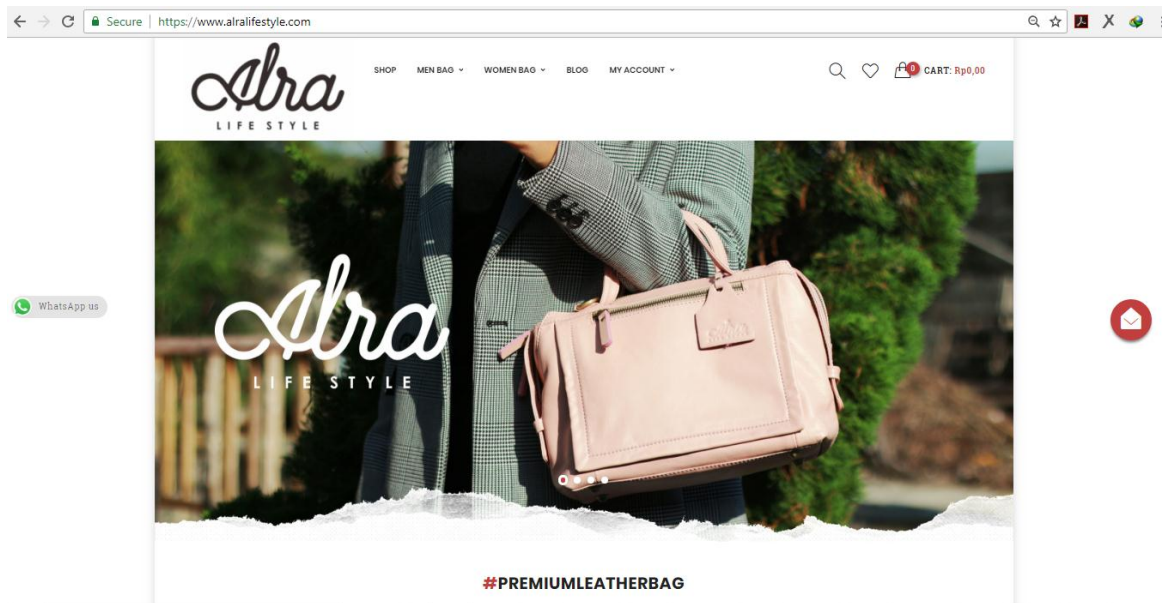 Secure | https://www.alralifestyle.com
Alra
LIFE STYLE
SHOP MEN BAG WOMEN BAG BLOG MY ACCOUNT
0 CART: Rp0,00
Alra
LIFE STYLE
WhatsApp us
#PREMIUMLEATHERBAG